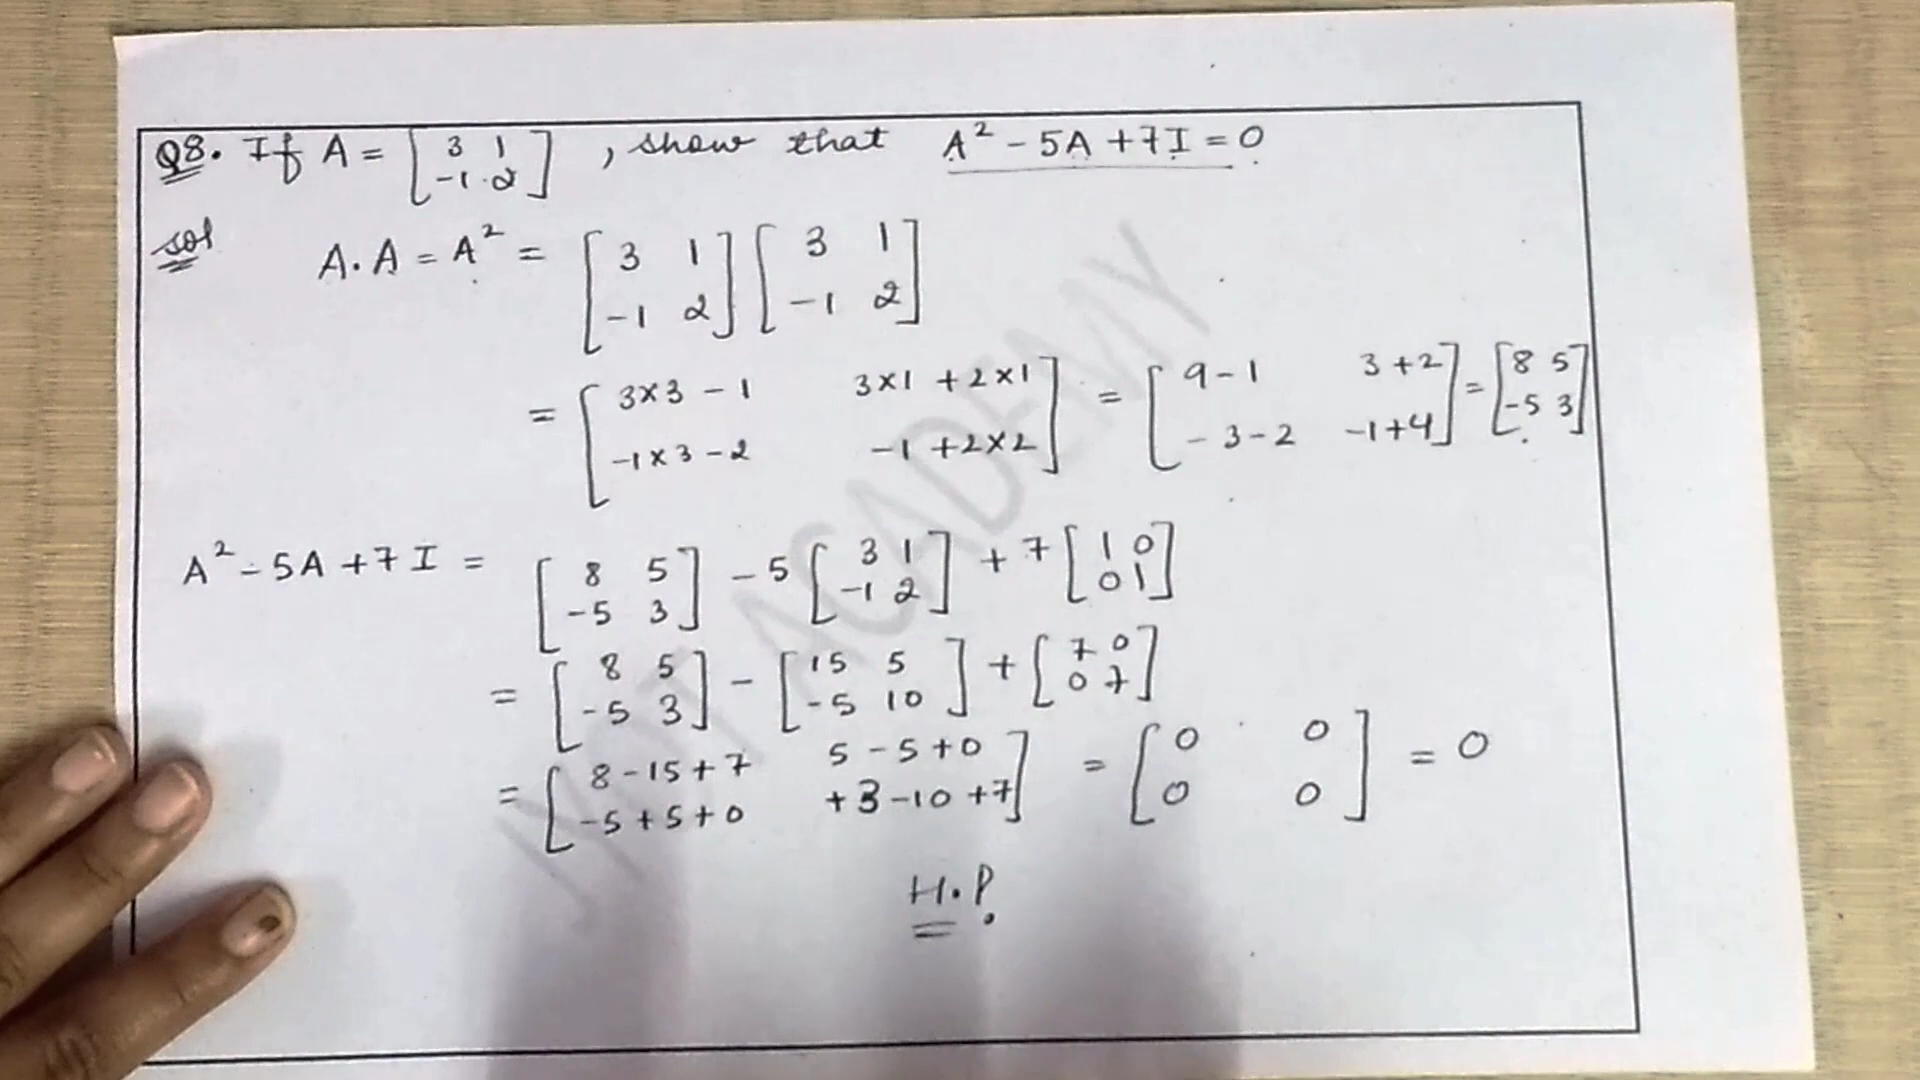 Q8. If A = [3 1 -1 2], show that A² - 5A + 7I = 0
sol
A.A = A² = [3 1 -1 2] [3 1 -1 2]
= [3×3 - 1 3×1 + 2×1 -1×3 - 2 -1 + 2×2] = [9 - 1 3 + 2 -3 - 2 -1 + 4] = [8 5 -5 3]
A² - 5A + 7I = [8 5 -5 3] - 5 [3 1 -1 2] + 7 [1 0 0 1]
= [8 5 -5 3] - [15 5 -5 10] + [7 0 0 7]
= [8 - 15 + 7 5 - 5 + 0 -5 + 5 + 0 +3 - 10 + 7] = [0 0 0 0] = 0
H.P.
ACADEMY